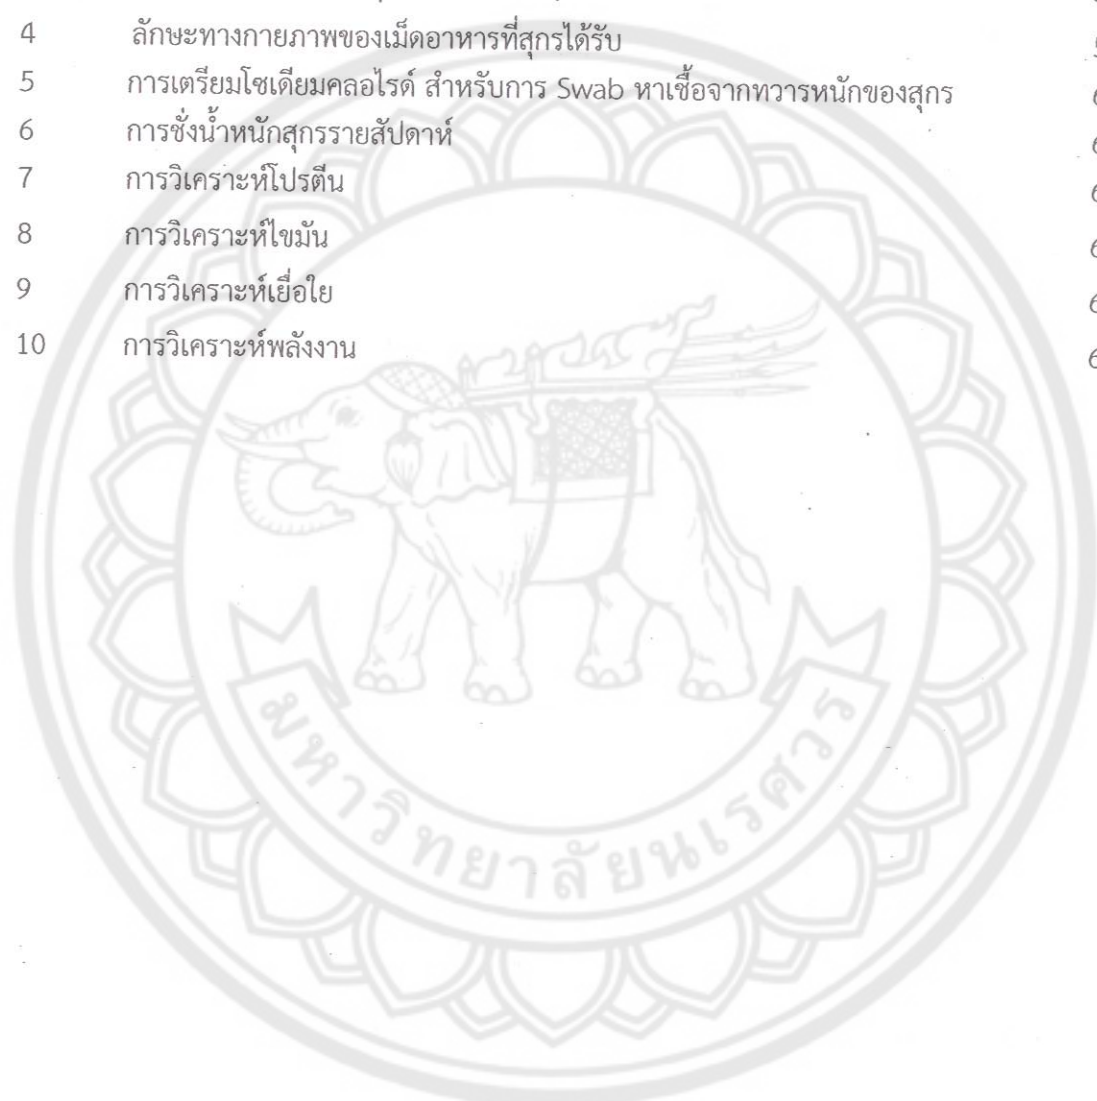 4 ลักษณะทางกายภาพของเม็ดอาหารที่สุกรได้รับ
5 การเตรียมโซเดียมคลอไรด์ สำหรับการ Swab หาเชื้อจากทวารหนักของสุกร
6 การชั่งน้ำหนักสุกรรายสัปดาห์
7 การวิเคราะห์โปรตีน
8 การวิเคราะห์ไขมัน
9 การวิเคราะห์เยื่อใย
10 การวิเคราะห์พลังงาน
มหาวิทยาลัยนเรศวร